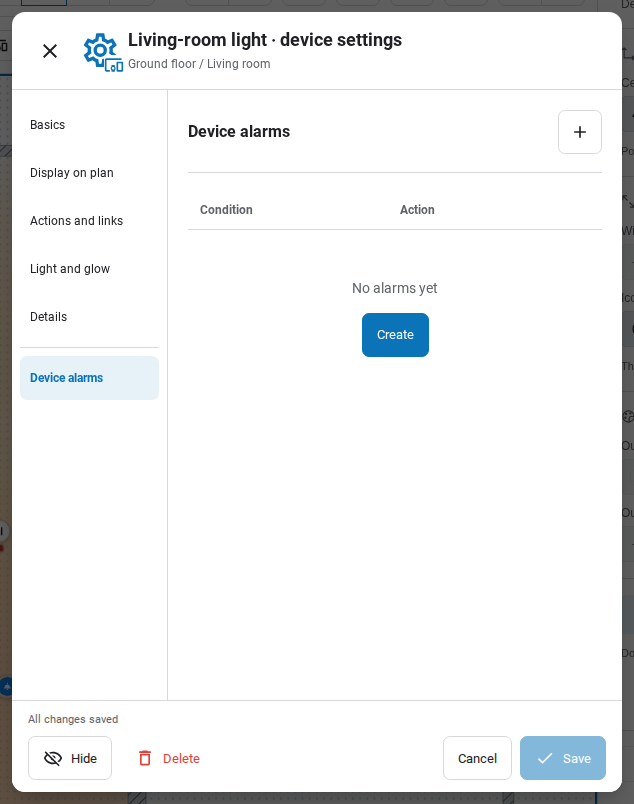 Living-room light · device settings
Ground floor / Living room
Basics
Display on plan
Actions and links
Light and glow
Details
Device alarms
Device alarms
Condition
Action
No alarms yet
Create
All changes saved
Hide
Delete
Cancel
Save